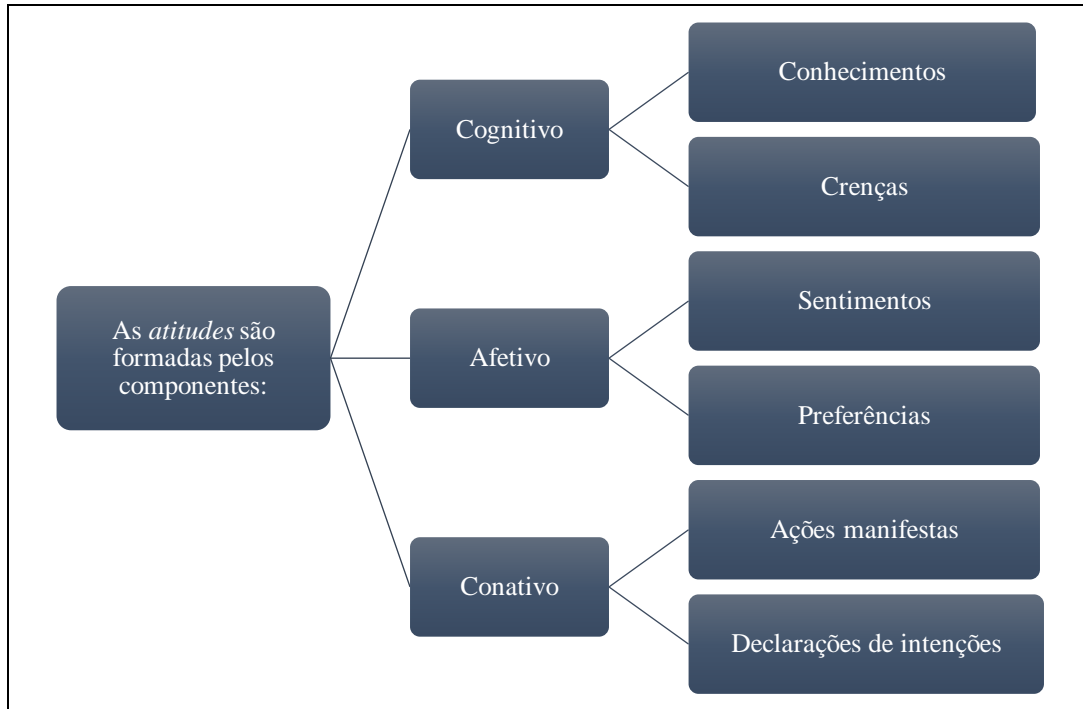 As atitudes são
formadas pelos
componentes:
Cognitivo
Conhecimentos
Crenças
Afetivo
Sentimentos
Preferências
Conativo
Ações manifestas
Declarações de intenções